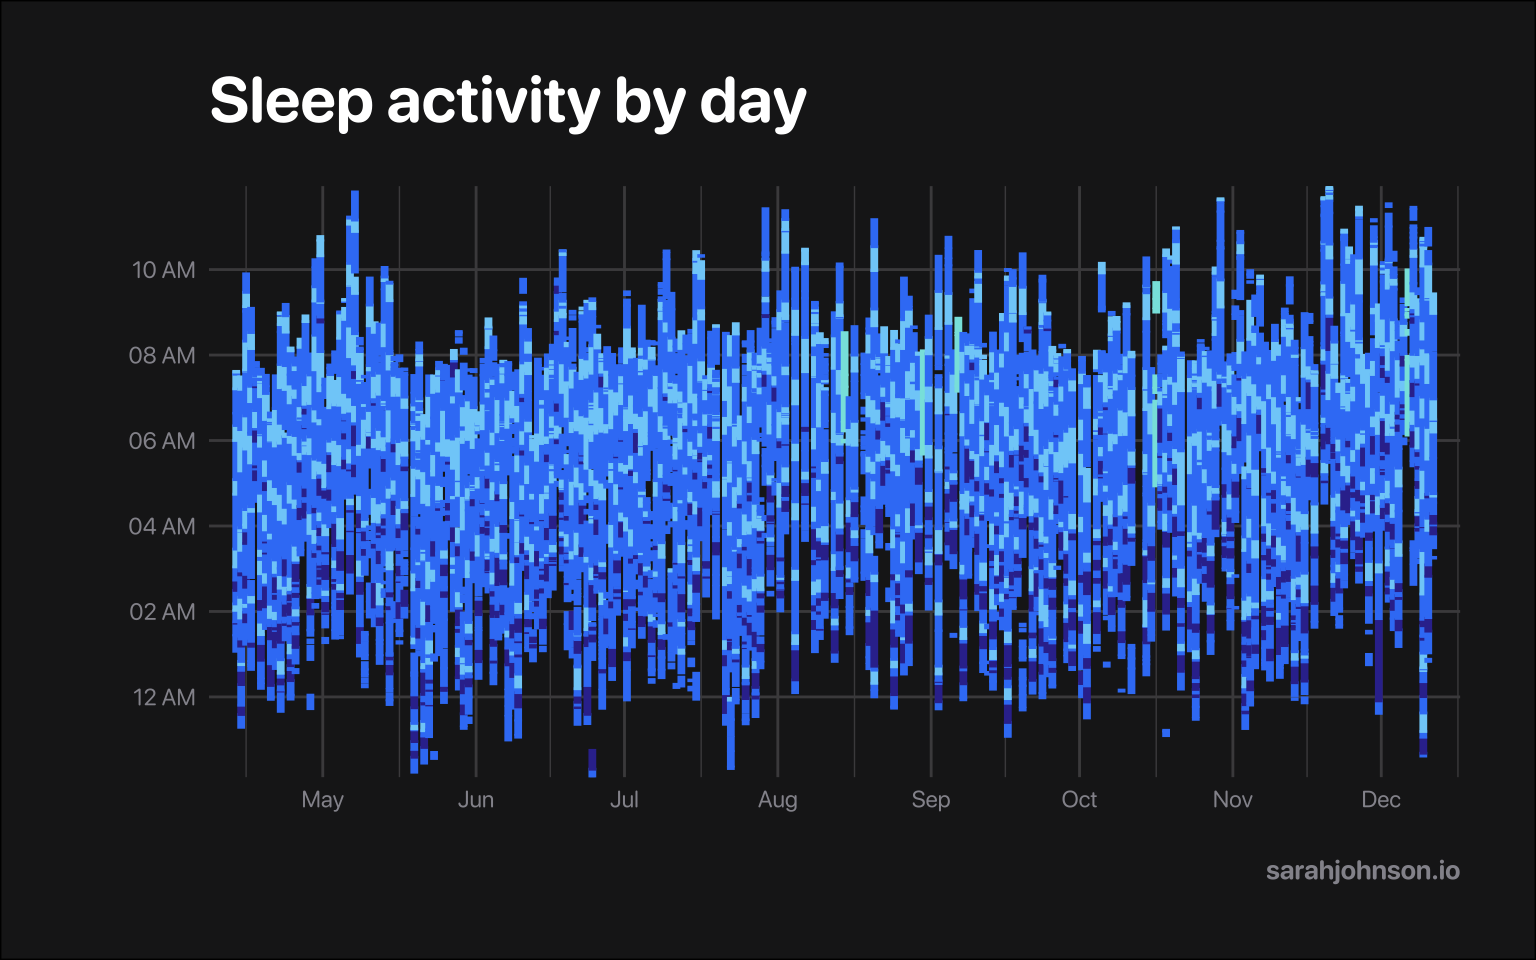 Sleep activity by day
10 AM
08 AM
06 AM
04 AM
02 AM
12 AM
May Jun Jul Aug Sep Oct Nov Dec
sarahjohnson.io